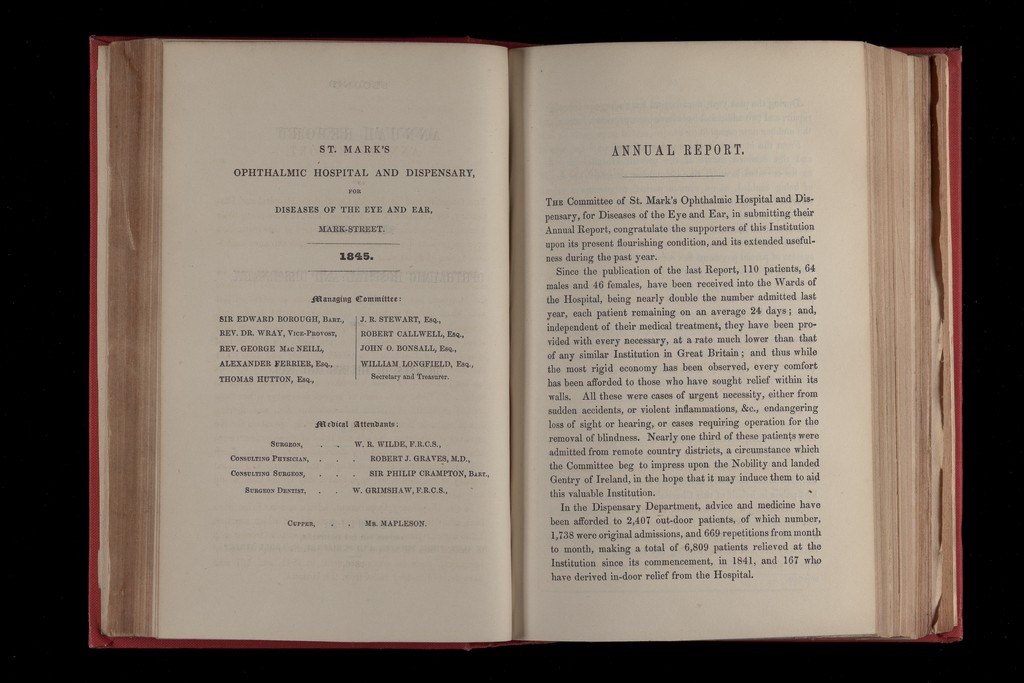 ST. MARK'S
OPHTHALMIC HOSPITAL AND DISPENSARY,
FOR
DISEASES OF THE EYE AND EAR,
MARK-STREET.
1845.
Managing Committee:
SIR EDWARD BOROUGH, BART.,
REV. DR. WRAY, VICE-PROVOST,
REV. GEORGE MAC NEILL,
ALEXANDER FERRIER, ESQ.,
THOMAS HUTTON, ESQ.,
J. R. STEWART, ESQ.,
ROBERT CALLWELL, ESQ.,
JOHN O. BONSALL, ESQ.,
WILLIAM LONGFIELD, ESQ.,
Secretary and Treasurer.
Medical Attendants:
SURGEON, . . W. R. WILDE, F.R.C.S.,
CONSULTING PHYSICIAN, . . . ROBERT J. GRAVES, M.D.,
CONSULTING SURGEON, . . . SIR PHILIP CRAMPTON, BART.,
SURGEON DENTIST, . . W. GRIMSHAW, F.R.C.S.,
CUPPER, . . MR. MAPLESON.
ANNUAL REPORT.
THE Committee of St. Mark's Ophthalmic Hospital and Dis-
pensary, for Diseases of the Eye and Ear, in submitting their
Annual Report, congratulate the supporters of this Institution
upon its present flourishing condition, and its extended useful-
ness during the past year.
Since the publication of the last Report, 110 patients, 64
males and 46 females, have been received into the Wards of
the Hospital, being nearly double the number admitted last
year, each patient remaining on an average 24 days; and,
independent of their medical treatment, they have been pro-
vided with every necessary, at a rate much lower than that
of any similar Institution in Great Britain; and thus while
the most rigid economy has been observed, every comfort
has been afforded to those who have sought relief within its
walls. All these were cases of urgent necessity, either from
sudden accidents, or violent inflammations, &c., endangering
loss of sight or hearing, or cases requiring operation for the
removal of blindness. Nearly one third of these patients were
admitted from remote country districts, a circumstance which
the Committee beg to impress upon the Nobility and landed
Gentry of Ireland, in the hope that it may induce them to aid
this valuable Institution.
In the Dispensary Department, advice and medicine have
been afforded to 2,407 out-door patients, of which number,
1,738 were original admissions, and 669 repetitions from month
to month, making a total of 6,809 patients relieved at the
Institution since its commencement, in 1841, and 167 who
have derived in-door relief from the Hospital.